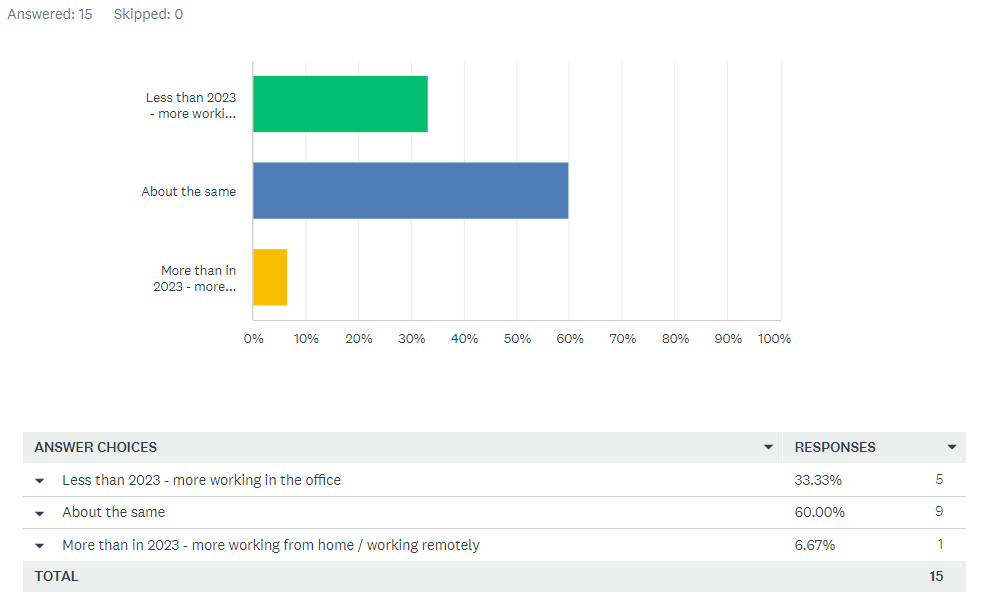 Answered: 15 Skipped: 0
Less than 2023
- more worki...
About the same
More than in
2023 - more...
0% 10% 20% 30% 40% 50% 60% 70% 80% 90% 100%
ANSWER CHOICES RESPONSES
Less than 2023 - more working in the office 33.33% 5
About the same 60.00% 9
More than in 2023 - more working from home / working remotely 6.67% 1
TOTAL 15